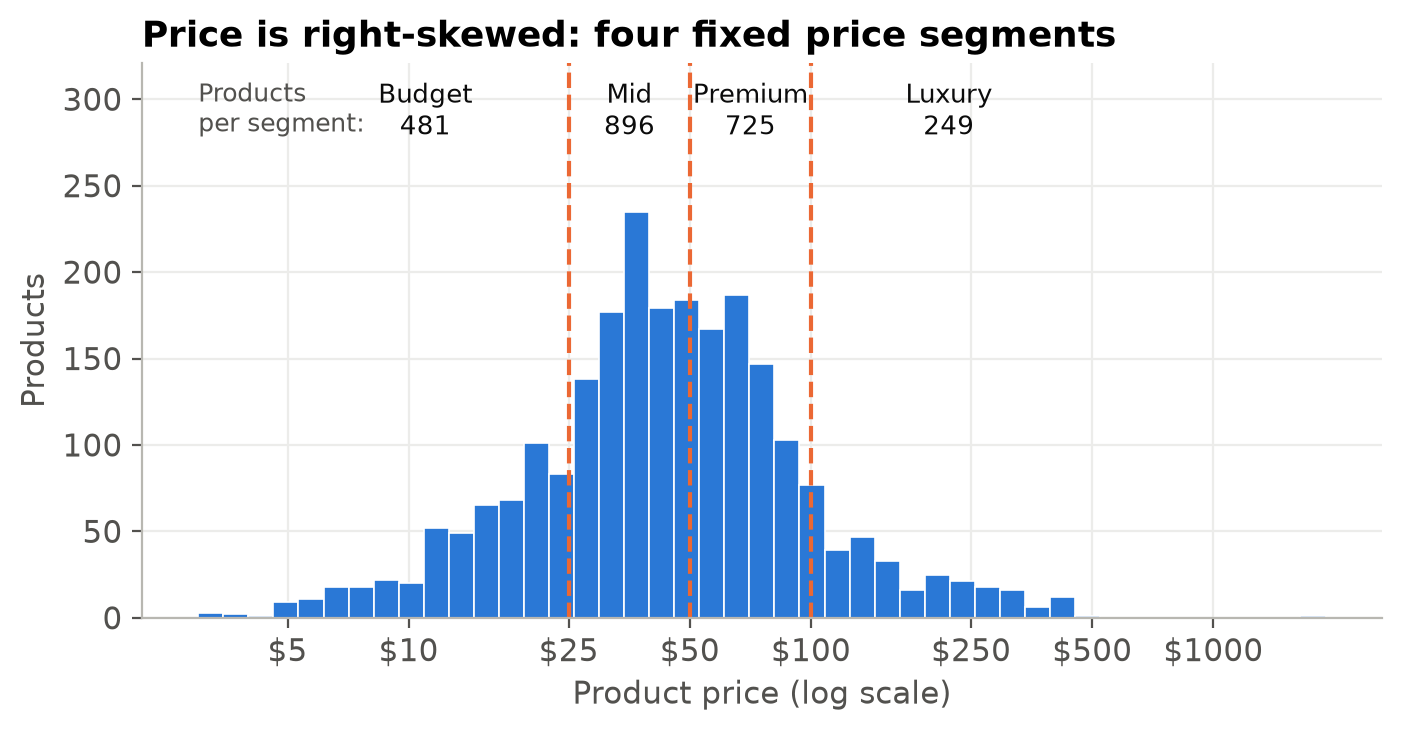 Price is right-skewed: four fixed price segments
Products Budget Mid Premium Luxury
per segment: 481 896 725 249
300
250
200
150
100
50
0
Products
$5 $10 $25 $50 $100 $250 $500 $1000
Product price (log scale)